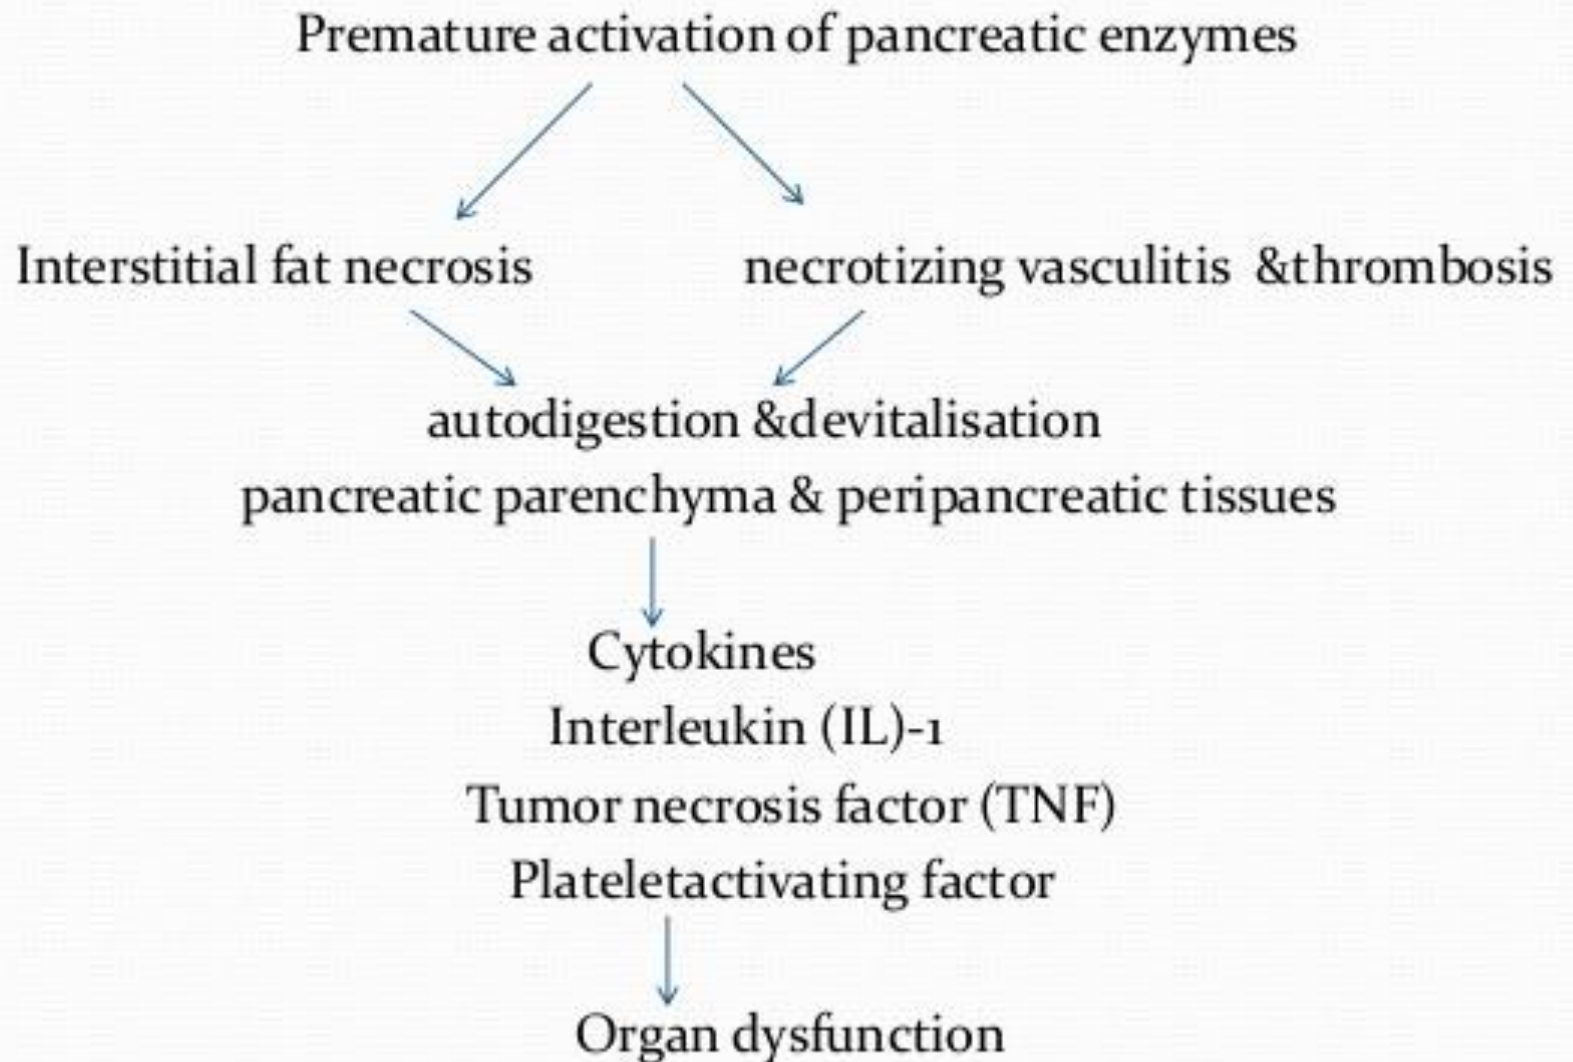 Premature activation of pancreatic enzymes
Interstitial fat necrosis
necrotizing vasculitis &thrombosis
autodigestion &devitalisation
pancreatic parenchyma & peripancreatic tissues
Cytokines
Interleukin (IL)-1
Tumor necrosis factor (TNF)
Plateletactivating factor
Organ dysfunction